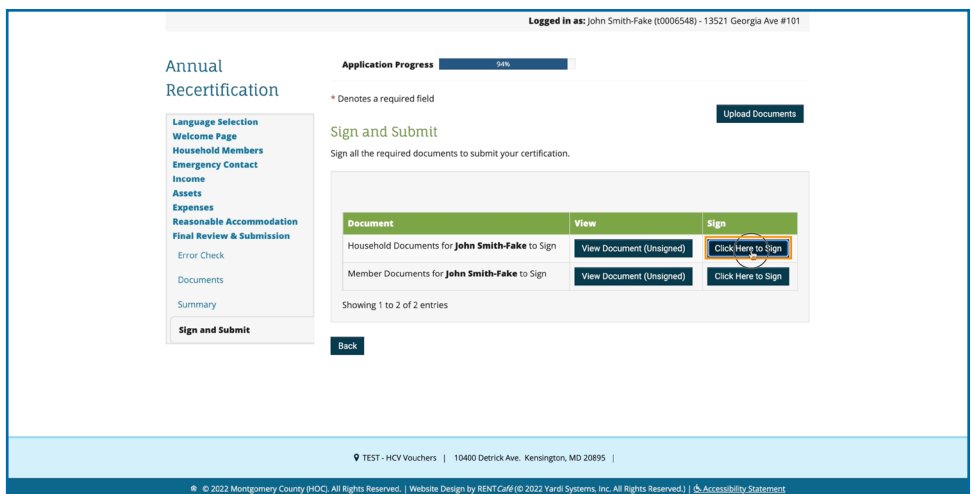 Logged in as: John Smith-Fake (t0006548) - 13521 Georgia Ave #101
Annual
Recertification
Language Selection
Welcome Page
Household Members
Emergency Contact
Income
Assets
Expenses
Reasonable Accommodation
Final Review & Submission
Error Check
Documents
Summary
Sign and Submit
Application Progress 94%
* Denotes a required field
Upload Documents
Sign and Submit
Sign all the required documents to submit your certification.
Document View Sign
Household Documents for John Smith-Fake to Sign View Document (Unsigned) Click Here to Sign
Member Documents for John Smith-Fake to Sign View Document (Unsigned) Click Here to Sign
Showing 1 to 2 of 2 entries
Back
TEST - HCV Vouchers | 10400 Detrick Ave. Kensington, MD 20895 |
© 2022 Montgomery County (HOC). All Rights Reserved. | Website Design by RENTCafé (© 2022 Yardi Systems, Inc. All Rights Reserved.) | Accessibility Statement